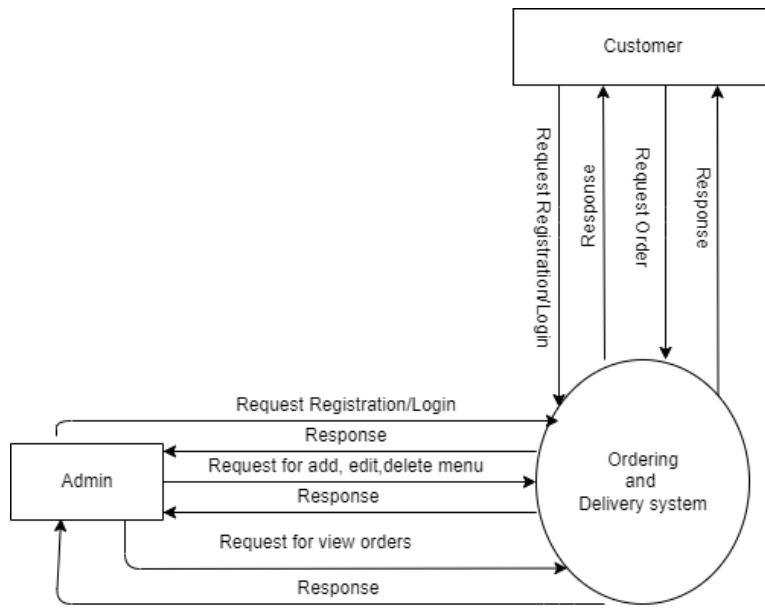 Customer
Request Registration/Login
Response
Request Order
Response
Request Registration/Login
Response
Request for add, edit,delete menu
Response
Request for view orders
Response
Admin
Ordering
and
Delivery system